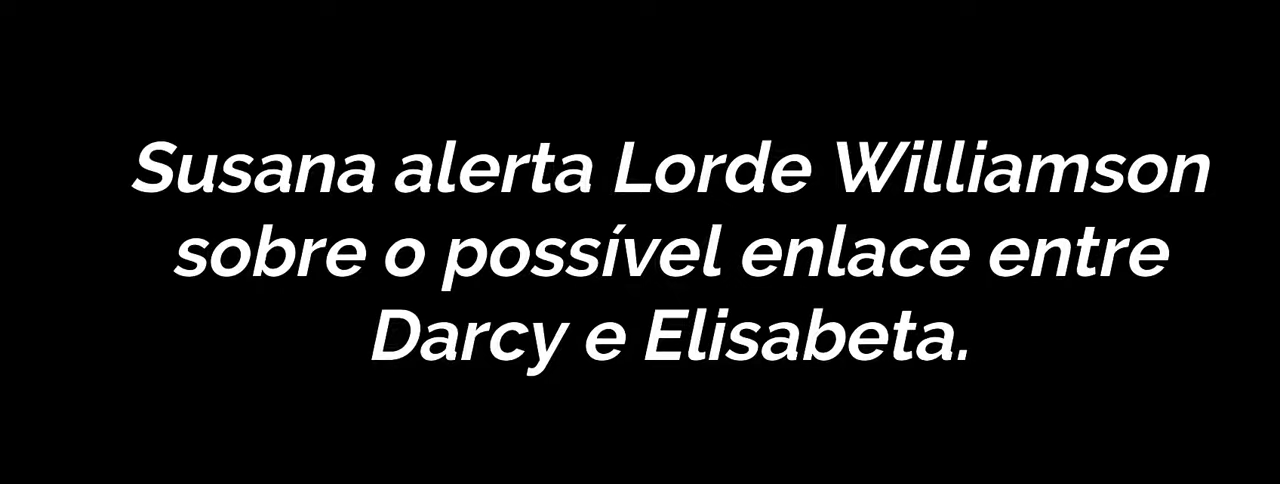 Susana alerta Lorde Williamson
sobre o possível enlace entre
Darcy e Elisabeta.